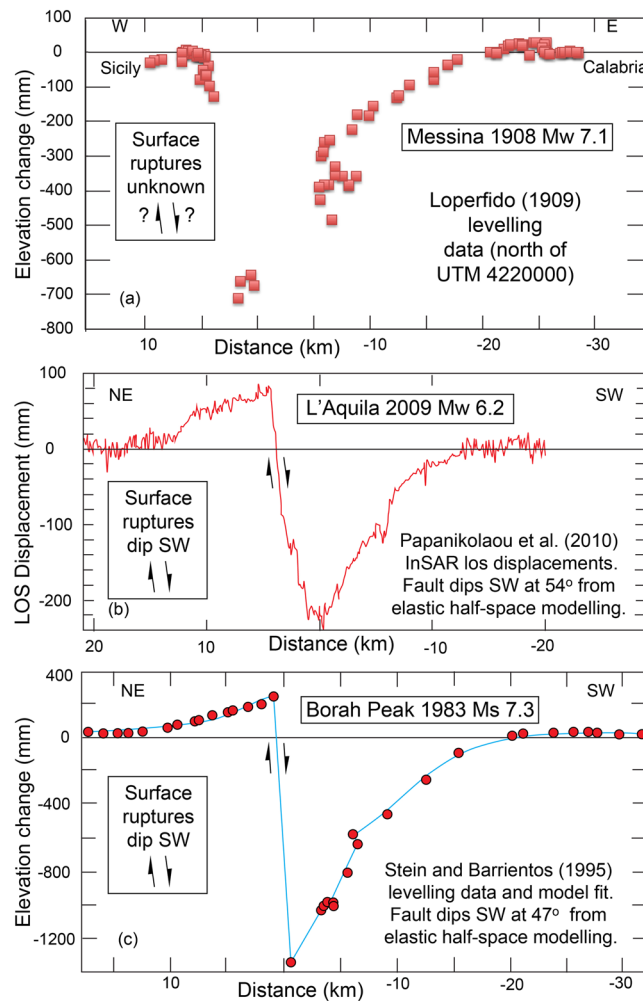 W
E
100
0
-100
-200
-300
-400
-500
-600
-700
-800
Elevation change (mm)
Sicily
Calabria
Surface
ruptures
unknown
?
?
Messina 1908 Mw 7.1
Loperfido (1909)
levelling
data (north of
UTM 4220000)
(a)
10
-10
-20
-30
Distance (km)
100
0
-100
-200
LOS Displacement (mm)
NE
SW
L'Aquila 2009 Mw 6.2
Surface
ruptures
dip SW
Papanikolaou et al. (2010)
InSAR los displacements.
Fault dips SW at 54o from
elastic half-space modelling.
(b)
20
10
-10
-20
Distance (km)
400
0
-400
-800
-1200
Elevation change (mm)
NE
SW
Borah Peak 1983 Ms 7.3
Surface
ruptures
dip SW
Stein and Barrientos (1995)
levelling data and model fit.
Fault dips SW at 47o from
elastic half-space modelling.
(c)
10
-10
-20
-30
Distance (km)